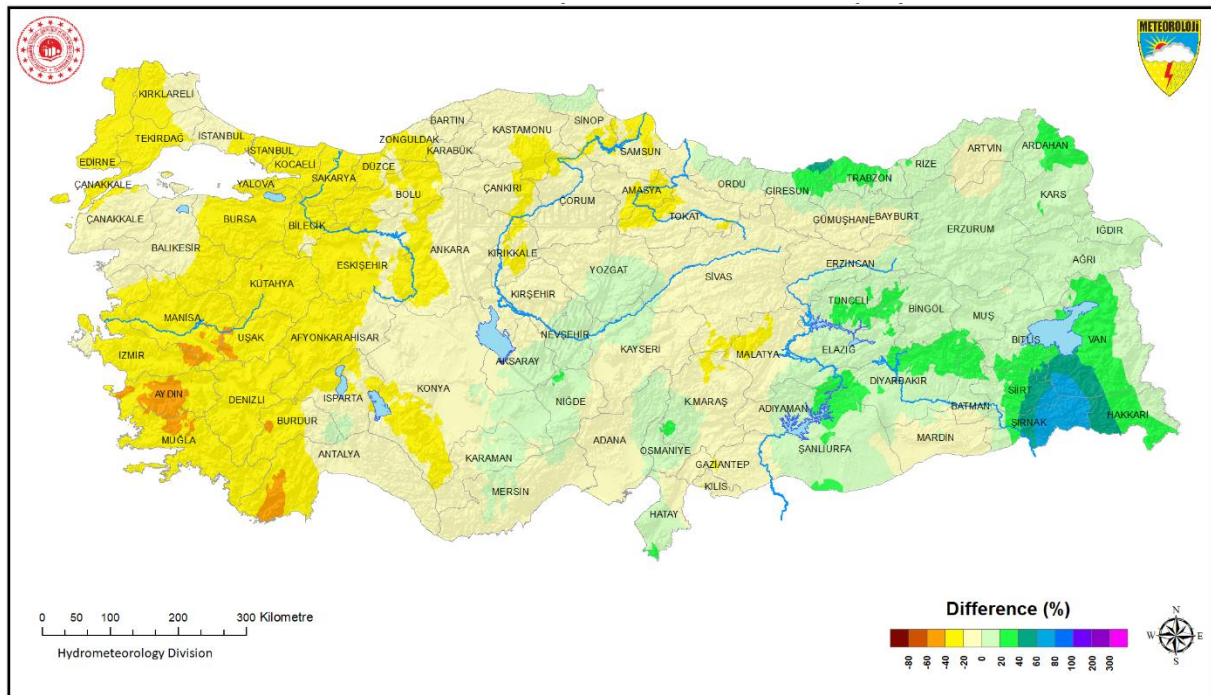 METEOROLOJİ
KIRKLARELİ
TEKİRDAĞ
İSTANBUL
İSTANBUL
EDİRNE
KOCAELİ
ÇANAKKALE
YALOVA
SAKARYA
DÜZCE
ZONGULDAK
BARTIN
KARABÜK
KASTAMONU
SİNOP
SAMSUN
BOLU
ÇANKIRI
ÇORUM
AMASYA
TOKAT
ORDU
GİRESUN
TRABZON
RİZE
ARTVİN
ARDAHAN
KARS
ÇANAKKALE
BURSA
BİLECİK
BALIKESİR
ESKİŞEHİR
ANKARA
KIRIKKALE
YOZGAT
SİVAS
GÜMÜŞHANE
BAYBURT
ERZURUM
IĞDIR
AĞRI
ERZİNCAN
KÜTAHYA
KIRŞEHİR
TUNCELİ
BİNGÖL
MUŞ
MANİSA
UŞAK
AFYONKARAHİSAR
NEVŞEHİR
KAYSERİ
MALATYA
ELAZIĞ
BİTLİS
VAN
İZMİR
AKSARAY
KONYA
DİYARBAKIR
SİİRT
AYDIN
DENİZLİ
ISPARTA
NİĞDE
K.MARAŞ
ADIYAMAN
BATMAN
HAKKARİ
BURDUR
ŞIRNAK
MUĞLA
ANTALYA
KARAMAN
ADANA
OSMANİYE
ŞANLIURFA
MARDİN
GAZİANTEP
KİLİS
MERSİN
HATAY
0 50 100 200 300 Kilometre
Hydrometeorology Division
Difference (%)
-80 -60 -40 -20 0 20 40 60 80 100 200 300
N
W E
S